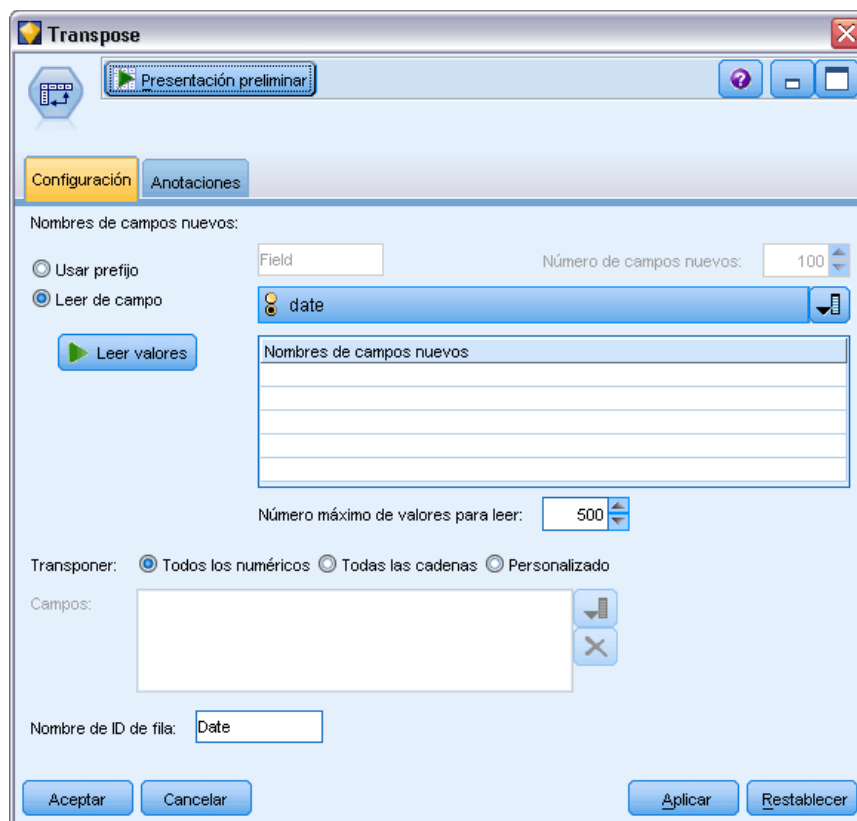 Transpose
Presentación preliminar
?
Configuración
Anotaciones
Nombres de campos nuevos:
Usar prefijo
Field
Número de campos nuevos:
100
Leer de campo
date
Leer valores
Nombres de campos nuevos
Número máximo de valores para leer:
500
Transponer:
Todos los numéricos
Todas las cadenas
Personalizado
Campos:
Nombre de ID de fila:
Date
Aceptar
Cancelar
Aplicar
Restablecer